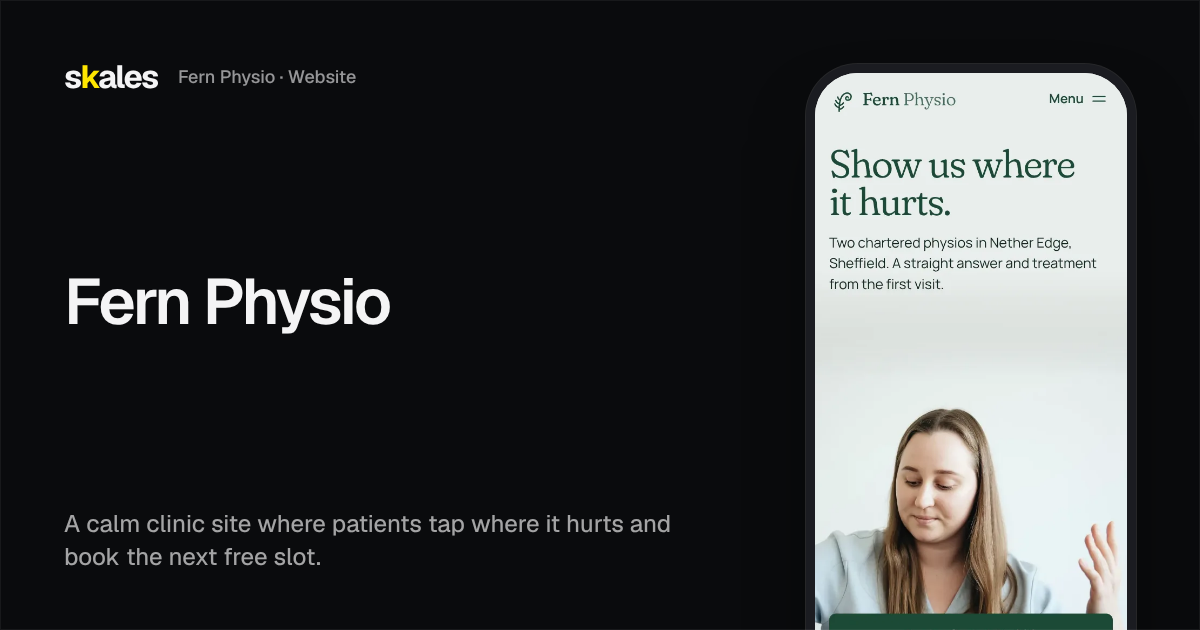 skales
Fern Physio · Website
Fern Physio
A calm clinic site where patients tap where it hurts and
book the next free slot.
Fern Physio
Menu
Show us where
it hurts.
Two chartered physios in Nether Edge,
Sheffield. A straight answer and treatment
from the first visit.